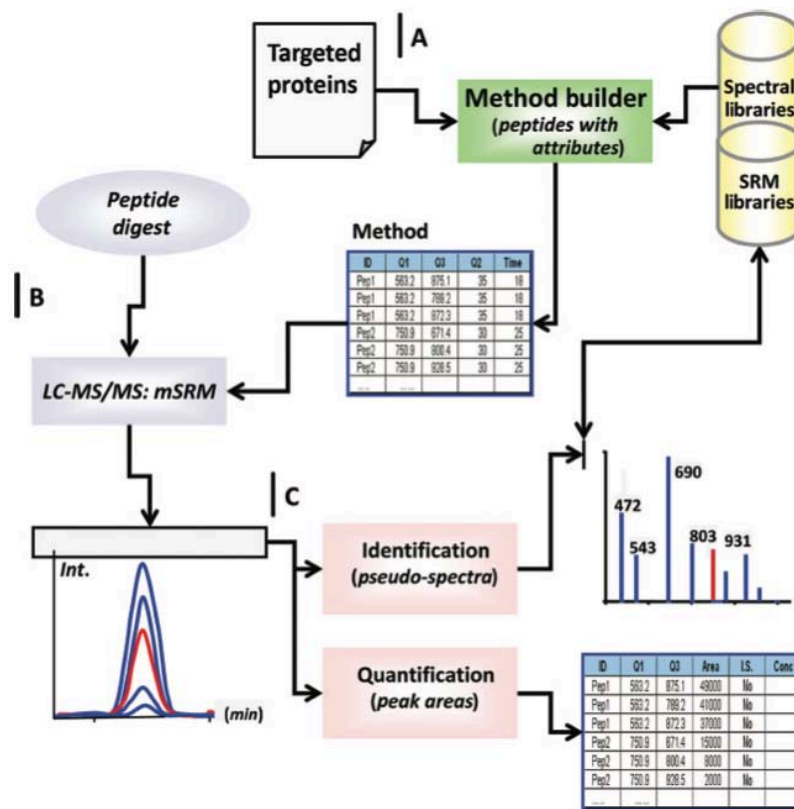 A
Targeted
proteins
Method builder
(peptides with
attributes)
Spectral
libraries
SRM
libraries
Peptide
digest
Method
ID Q1 Q3 Q2 Time
Pep1 563.2 875.1 35 18
Pep1 563.2 789.2 35 18
Pep1 563.2 872.3 35 18
Pep2 750.9 671.4 30 25
Pep2 750.9 800.4 30 25
Pep2 750.9 928.5 30 25
B
LC-MS/MS: mSRM
C
Int.
(min)
Identification
(pseudo-spectra)
472
543
690
803
931
Quantification
(peak areas)
ID Q1 Q3 Area I.S. Conc
Pep1 563.2 875.1 49000 No
Pep1 563.2 789.2 41000 No
Pep1 563.2 872.3 37000 No
Pep2 750.9 671.4 15000 No
Pep2 750.9 800.4 8000 No
Pep2 750.9 928.5 2000 No